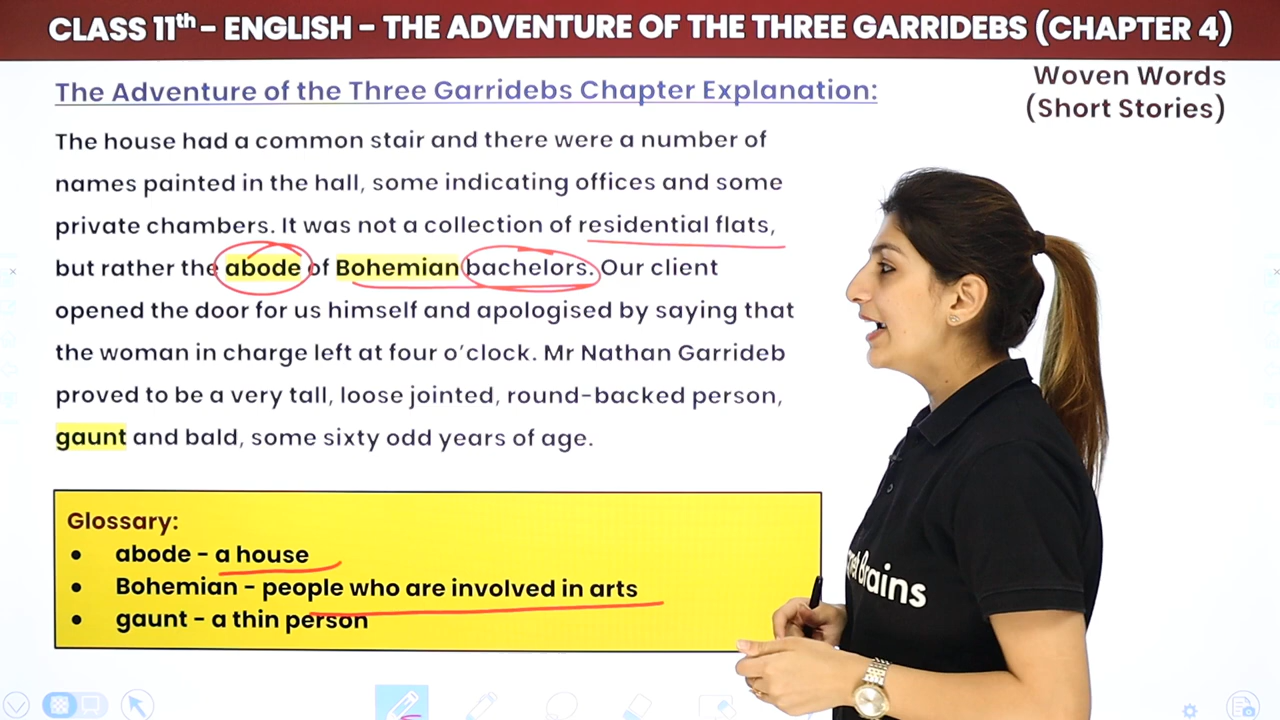 CLASS 11th - ENGLISH - THE ADVENTURE OF THE THREE GARRIDEBS (CHAPTER 4)
Woven Words
(Short Stories)
The Adventure of the Three Garridebs Chapter Explanation:
The house had a common stair and there were a number of
names painted in the hall, some indicating offices and some
private chambers. It was not a collection of residential flats,
but rather the abode of Bohemian bachelors. Our client
opened the door for us himself and apologised by saying that
the woman in charge left at four o'clock. Mr Nathan Garrideb
proved to be a very tall, loose jointed, round-backed person,
gaunt and bald, some sixty odd years of age.
Glossary:
• abode - a house
• Bohemian - people who are involved in arts
• gaunt - a thin person
Brains